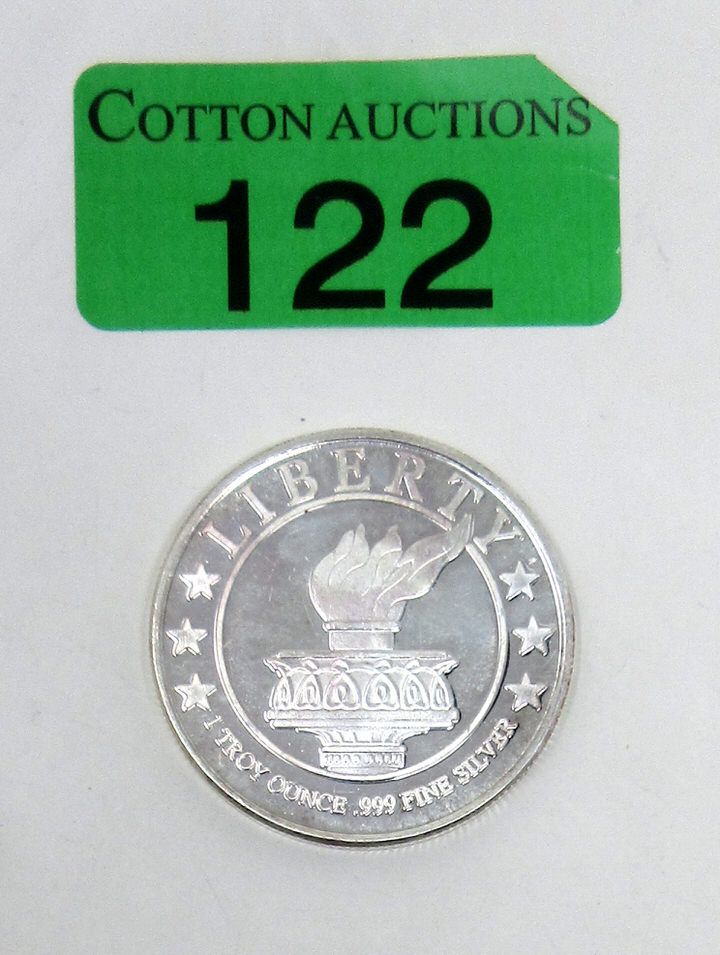 COTTON AUCTIONS
122
LIBERTY
1 TROY OUNCE .999 FINE SILVER